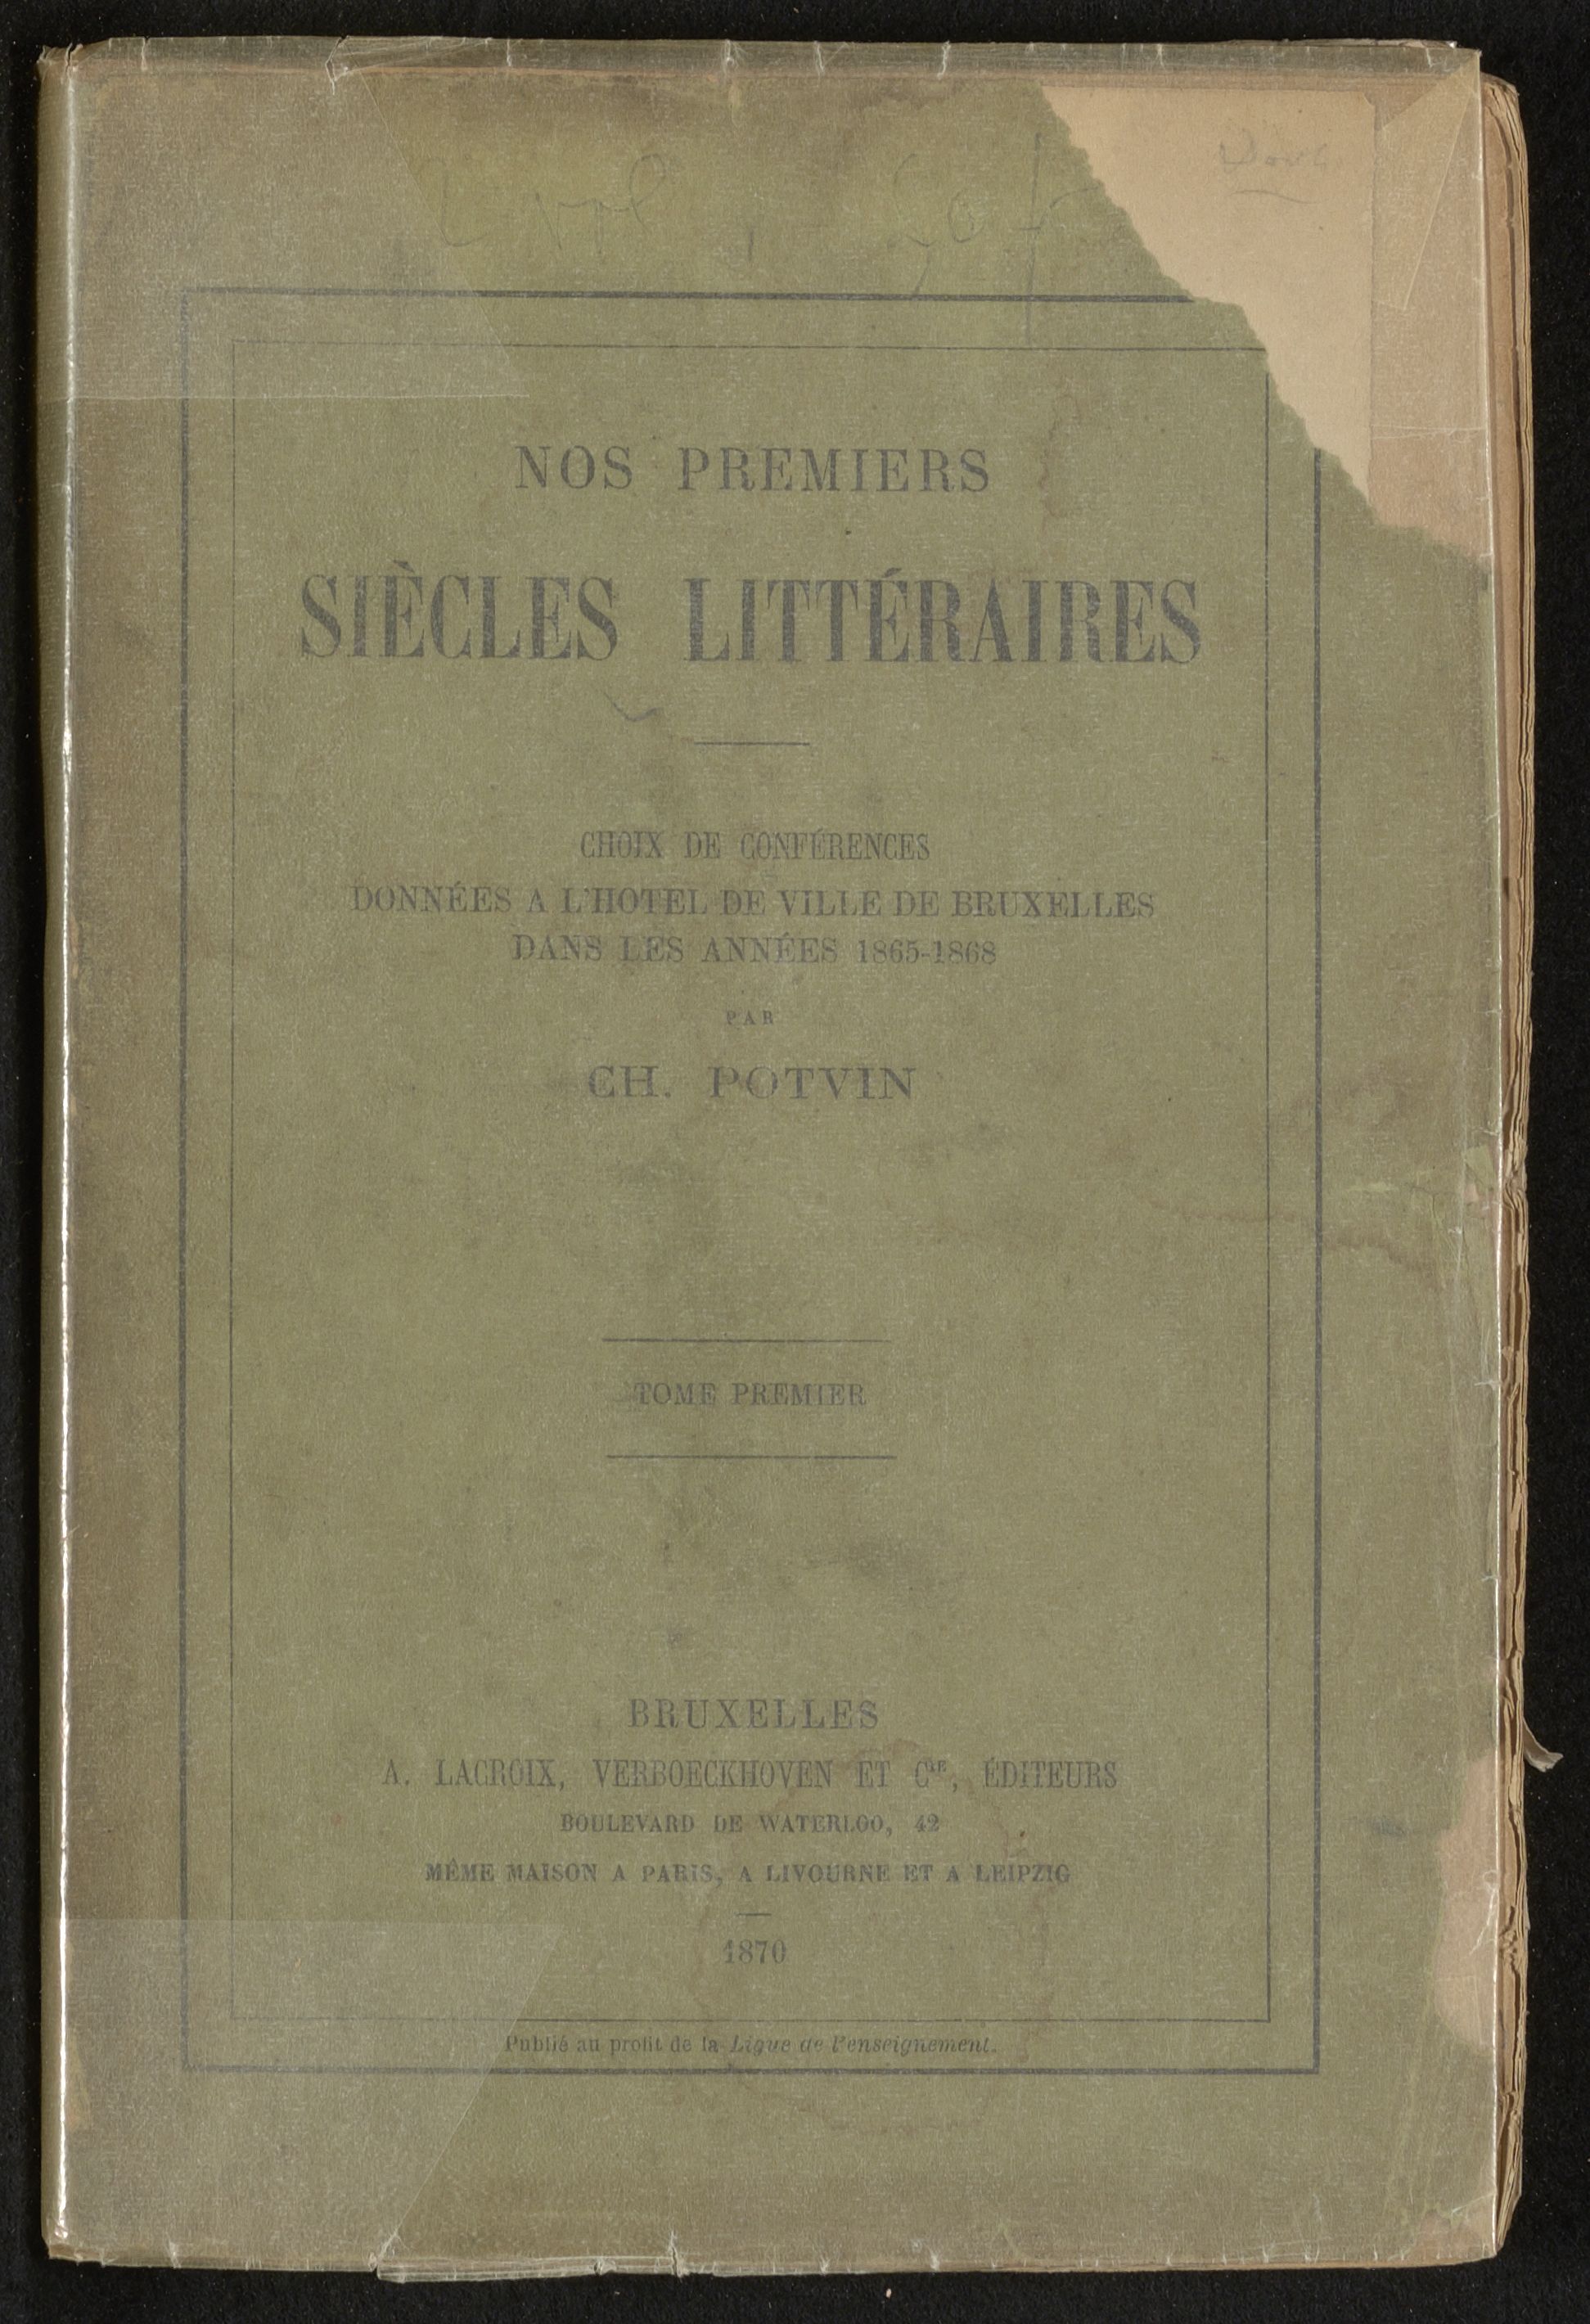 NOS PREMIERS
SIÈCLES LITTÉRAIRES
CHOIX DE CONFÉRENCES
DONNÉES A L'HOTEL DE VILLE DE BRUXELLES
DANS LES ANNÉES 1865-1868
PAR
CH. POTVIN
TOME PREMIER
BRUXELLES
A. LACROIX, VERBOECKHOVEN ET CIE, ÉDITEURS
BOULEVARD DE WATERLOO, 42
MÊME MAISON A PARIS, A LIVOURNE ET A LEIPZIG
1870
Publié au profit de la Ligue de l'enseignement.